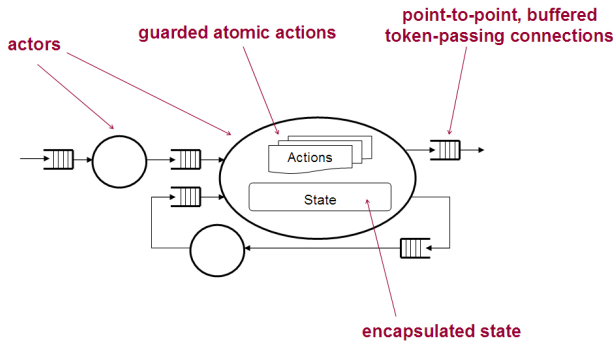 point-to-point, buffered
token-passing connections
guarded atomic actions
actors
Actions
State
encapsulated state